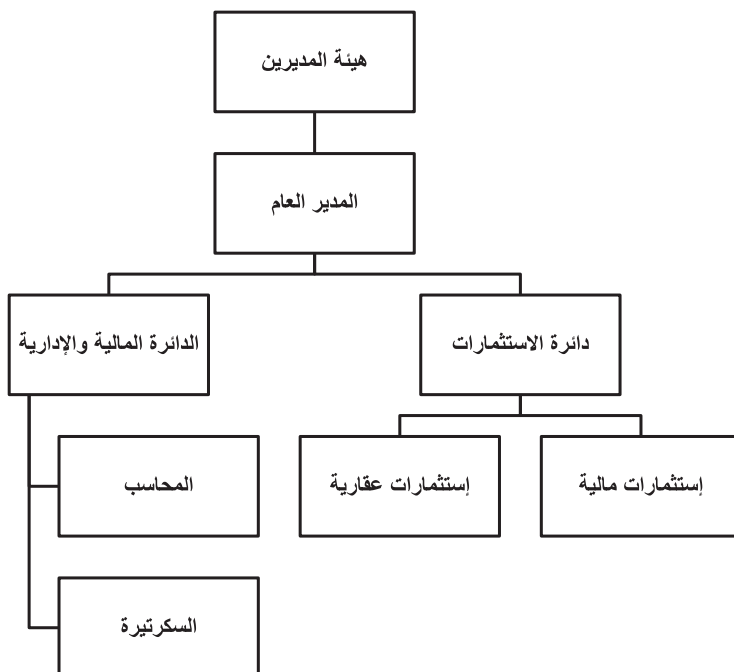 هيئة المديرين
المدير العام
دائرة الاستثمارات
الدائرة المالية والإدارية
إستثمارات مالية
إستثمارات عقارية
المحاسب
السكرتيرة